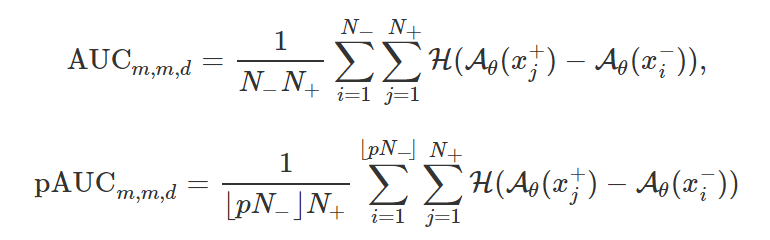 AUC_{m,m,d} = \frac{1}{N_- N_+} \sum_{i=1}^{N_-} \sum_{j=1}^{N_+} \mathcal{H}(\mathcal{A}_\theta(x_j^+) - \mathcal{A}_\theta(x_i^-)),
pAUC_{m,m,d} = \frac{1}{\lfloor pN_- \rfloor N_+} \sum_{i=1}^{\lfloor pN_- \rfloor} \sum_{j=1}^{N_+} \mathcal{H}(\mathcal{A}_\theta(x_j^+) - \mathcal{A}_\theta(x_i^-))